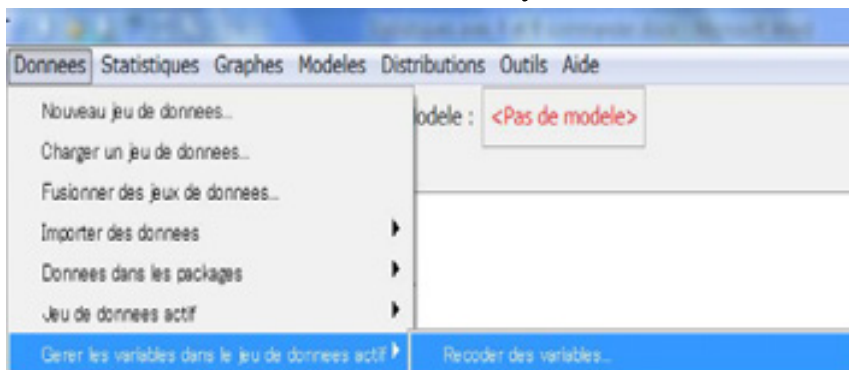 Donnees Statistiques Graphes Modeles Distributions Outils Aide
Nouveau jeu de donnees...
odele : <Pas de modele>
Charger un jeu de donnees...
Fusionner des jeux de donnees...
Importer des donnees
Donnees dans les packages
Jeu de donnees actif
Gerer les variables dans le jeu de donnees actif Recoder des variables...